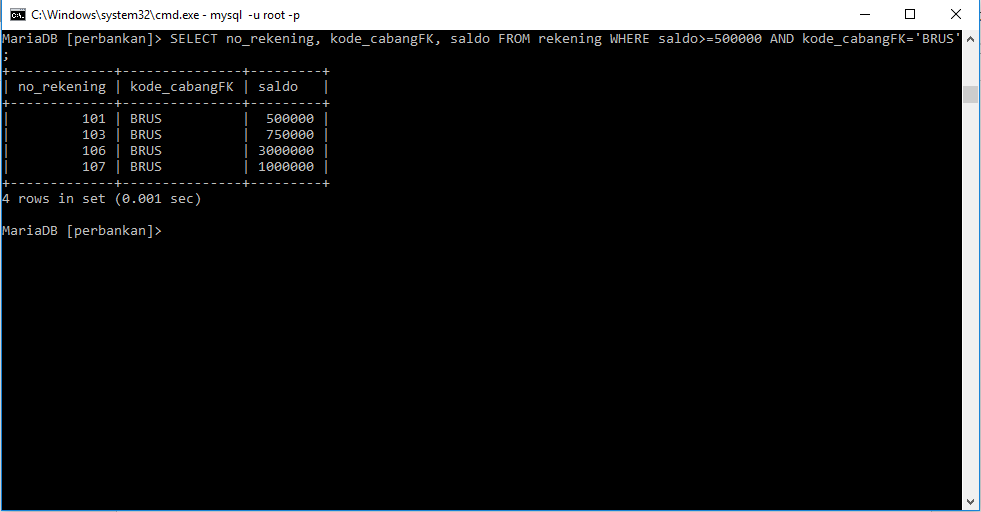 C:\Windows\system32\cmd.exe - mysql  -u root -p
MariaDB [perbankan]> SELECT no_rekening, kode_cabangFK, saldo FROM rekening WHERE saldo>=500000 AND kode_cabangFK='BRUS'
;
+-------------+---------------+---------+
| no_rekening | kode_cabangFK | saldo   |
+-------------+---------------+---------+
|         101 | BRUS          |  500000 |
|         103 | BRUS          |  750000 |
|         106 | BRUS          | 3000000 |
|         107 | BRUS          | 1000000 |
+-------------+---------------+---------+
4 rows in set (0.001 sec)
MariaDB [perbankan]>